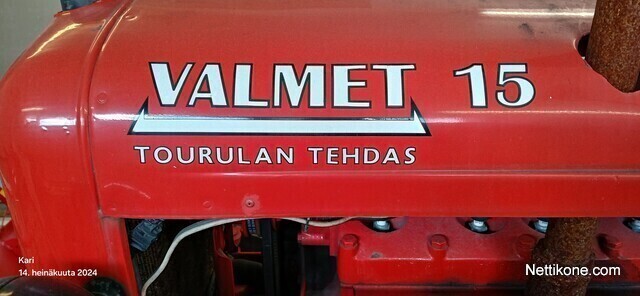 VALMET 15
TOURULAN TEHDAS
Kari
14. heinäkuuta 2024
Nettikone.com